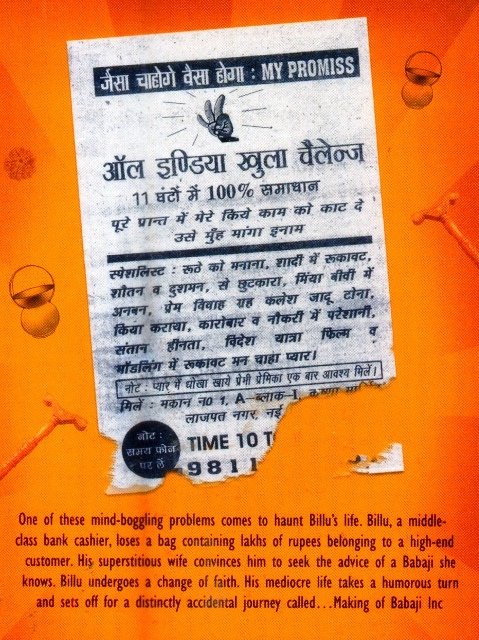 जैसा चाहोगे वैसा होगा : MY PROMISS
ऑल इण्डिया खुला चैलेन्ज
11 घंटों में 100% समाधान
पूरे प्रान्त में मेरे किये काम को काट दे
उसे मुँह मांगा इनाम
स्पेशलिस्ट : रूठे को मनाना, शादी में रूकावट,
शौतन व दुशमन, से छुटकारा, मिंया बीवी में
अनबन, प्रेम विवाह ग्रह कलेश जादू टोना,
किया कराया, कारोबार व नौकरी में परेशानी,
संतान हीनता, विदेश यात्रा फिल्म व
मॉडलिंग में रूकावट मन चाहा प्यार।
नोट : प्यार में धोखा खाये प्रेमी प्रेमिका एक बार आवश्य मिलें।
मिलें : मकान न0 1, A-ब्लाक-1,
लाजपत नगर, नई
नोट:
समय फोन
पर लें
TIME 10 T
9811
One of these mind-boggling problems comes to haunt Billu's life. Billu, a middle-
class bank cashier, loses a bag containing lakhs of rupees belonging to a high-end
customer. His superstitious wife convinces him to seek the advice of a Babaji she
knows. Billu undergoes a change of faith. His mediocre life takes a humorous turn
and sets off for a distinctly accidental journey called...Making of Babaji Inc